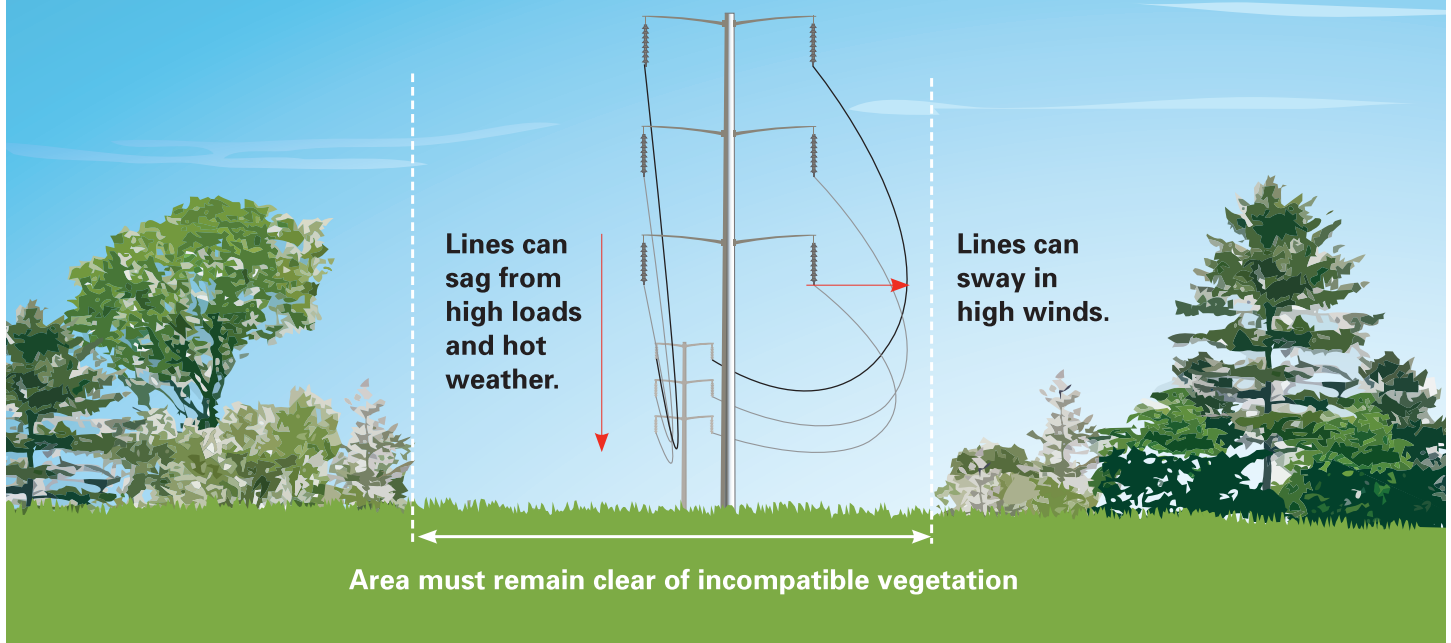 Lines can
sag from
high loads
and hot
weather.
Lines can
sway in
high winds.
Area must remain clear of incompatible vegetation